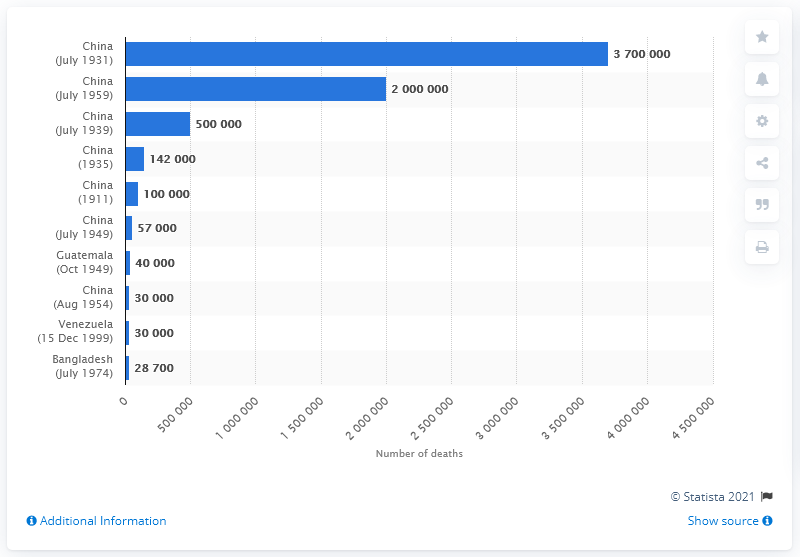 China
(July 1931)
3 700 000
China
(July 1959)
2 000 000
China
(July 1939)
500 000
China
(1935)
142 000
China
(1911)
100 000
China
(July 1949)
57 000
Guatemala
(Oct 1949)
40 000
China
(Aug 1954)
30 000
Venezuela
(15 Dec 1999)
30 000
Bangladesh
(July 1974)
28 700
0
500 000
1 000 000
1 500 000
2 000 000
2 500 000
3 000 000
3 500 000
4 000 000
4 500 000
Number of deaths
© Statista 2021
Additional Information
Show source